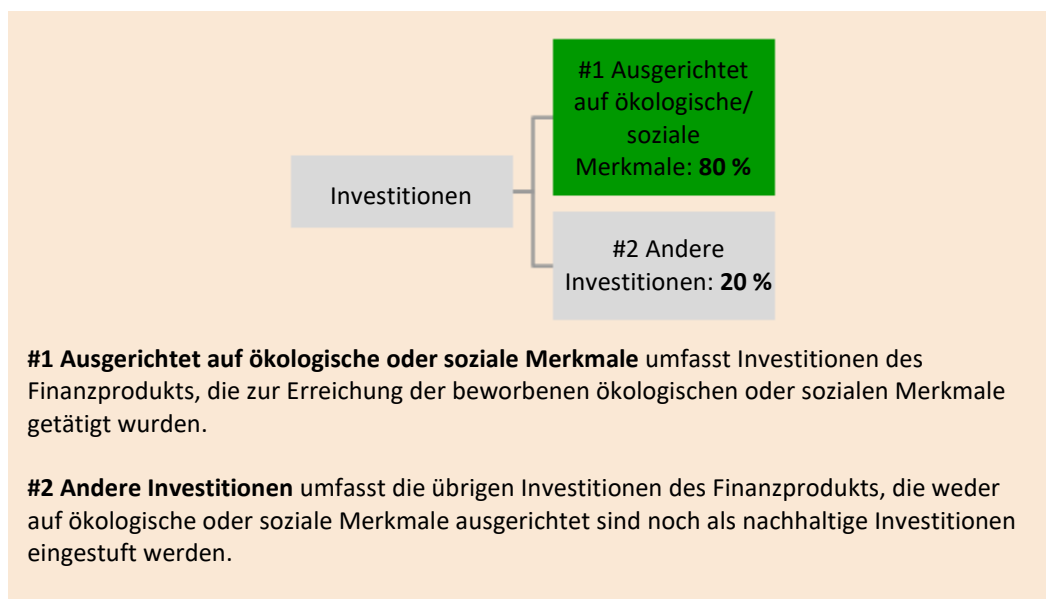 #1 Ausgerichtet
auf ökologische/
soziale
Merkmale: 80 %
Investitionen
#2 Andere
Investitionen: 20 %
#1 Ausgerichtet auf ökologische oder soziale Merkmale umfasst Investitionen des
Finanzprodukts, die zur Erreichung der beworbenen ökologischen oder sozialen Merkmale
getätigt wurden.
#2 Andere Investitionen umfasst die übrigen Investitionen des Finanzprodukts, die weder
auf ökologische oder soziale Merkmale ausgerichtet sind noch als nachhaltige Investitionen
eingestuft werden.